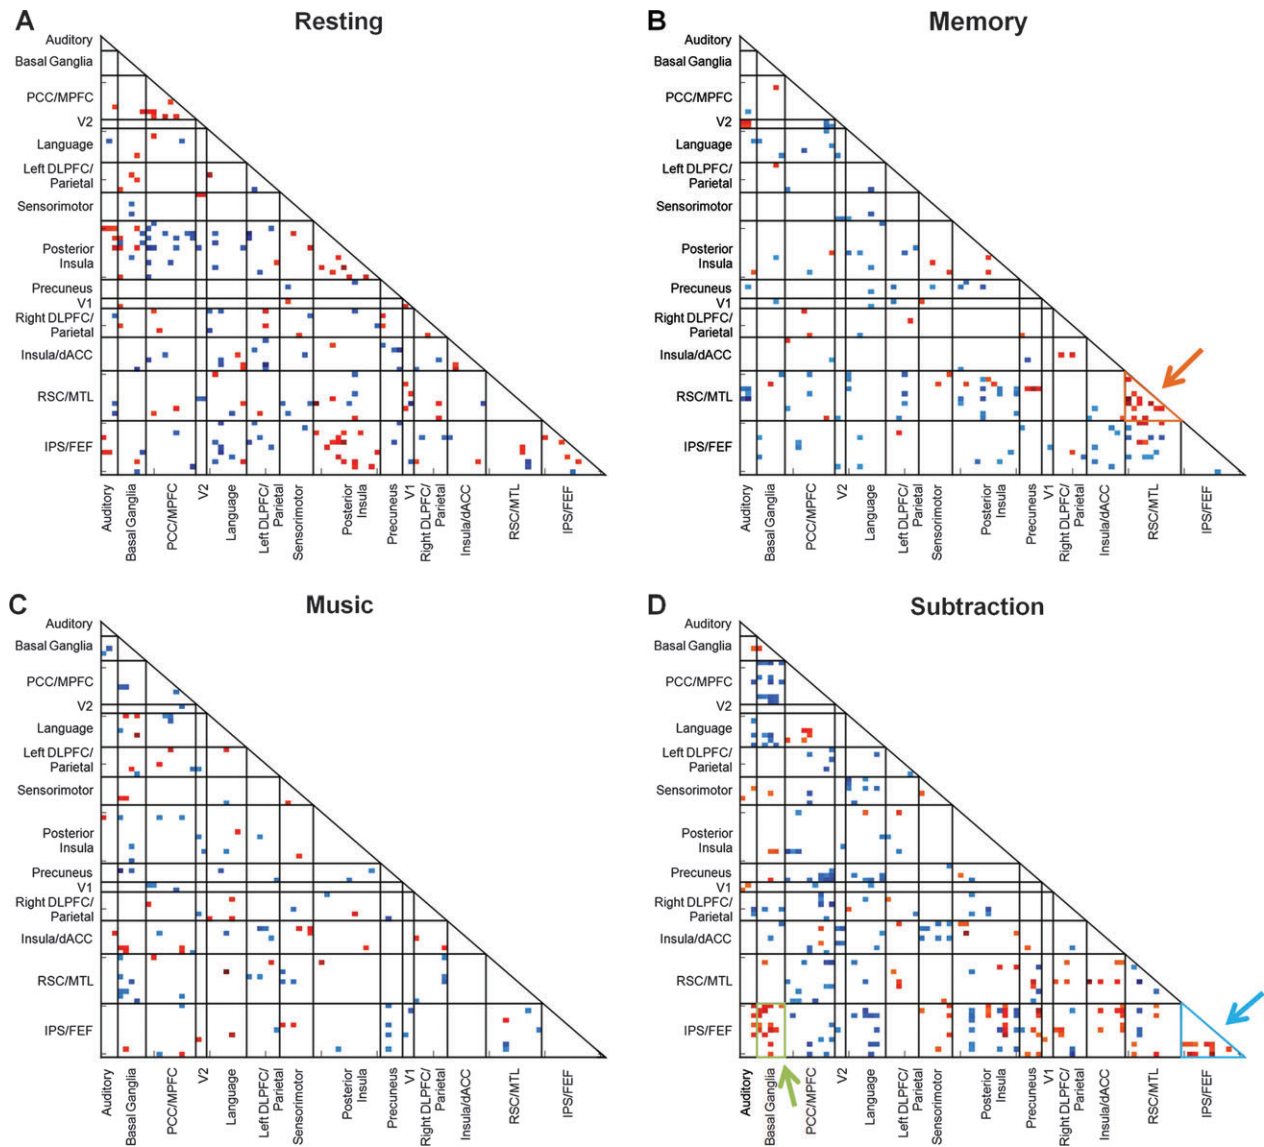 A
Resting
Auditory
Basal Ganglia
PCC/MPFC
V2
Language
Left DLPFC/
Parietal
Sensorimotor
Posterior
Insula
Precuneus
V1
Right DLPFC/
Parietal
Insula/dACC
RSC/MTL
IPS/FEF
Auditory
Basal Ganglia
PCC/MPFC
V2
Language
Left DLPFC/
Parietal
Sensorimotor
Posterior
Insula
Precuneus
V1
Right DLPFC/
Parietal
Insula/dACC
RSC/MTL
IPS/FEF
B
Memory
Auditory
Basal Ganglia
PCC/MPFC
V2
Language
Left DLPFC/
Parietal
Sensorimotor
Posterior
Insula
Precuneus
V1
Right DLPFC/
Parietal
Insula/dACC
RSC/MTL
IPS/FEF
Auditory
Basal Ganglia
PCC/MPFC
V2
Language
Left DLPFC/
Parietal
Sensorimotor
Posterior
Insula
Precuneus
V1
Right DLPFC/
Parietal
Insula/dACC
RSC/MTL
IPS/FEF
C
Music
Auditory
Basal Ganglia
PCC/MPFC
V2
Language
Left DLPFC/
Parietal
Sensorimotor
Posterior
Insula
Precuneus
V1
Right DLPFC/
Parietal
Insula/dACC
RSC/MTL
IPS/FEF
Auditory
Basal Ganglia
PCC/MPFC
V2
Language
Left DLPFC/
Parietal
Sensorimotor
Posterior
Insula
Precuneus
V1
Right DLPFC/
Parietal
Insula/dACC
RSC/MTL
IPS/FEF
D
Subtraction
Auditory
Basal Ganglia
PCC/MPFC
V2
Language
Left DLPFC/
Parietal
Sensorimotor
Posterior
Insula
Precuneus
V1
Right DLPFC/
Parietal
Insula/dACC
RSC/MTL
IPS/FEF
Auditory
Basal Ganglia
PCC/MPFC
V2
Language
Left DLPFC/
Parietal
Sensorimotor
Posterior
Insula
Precuneus
V1
Right DLPFC/
Parietal
Insula/dACC
RSC/MTL
IPS/FEF